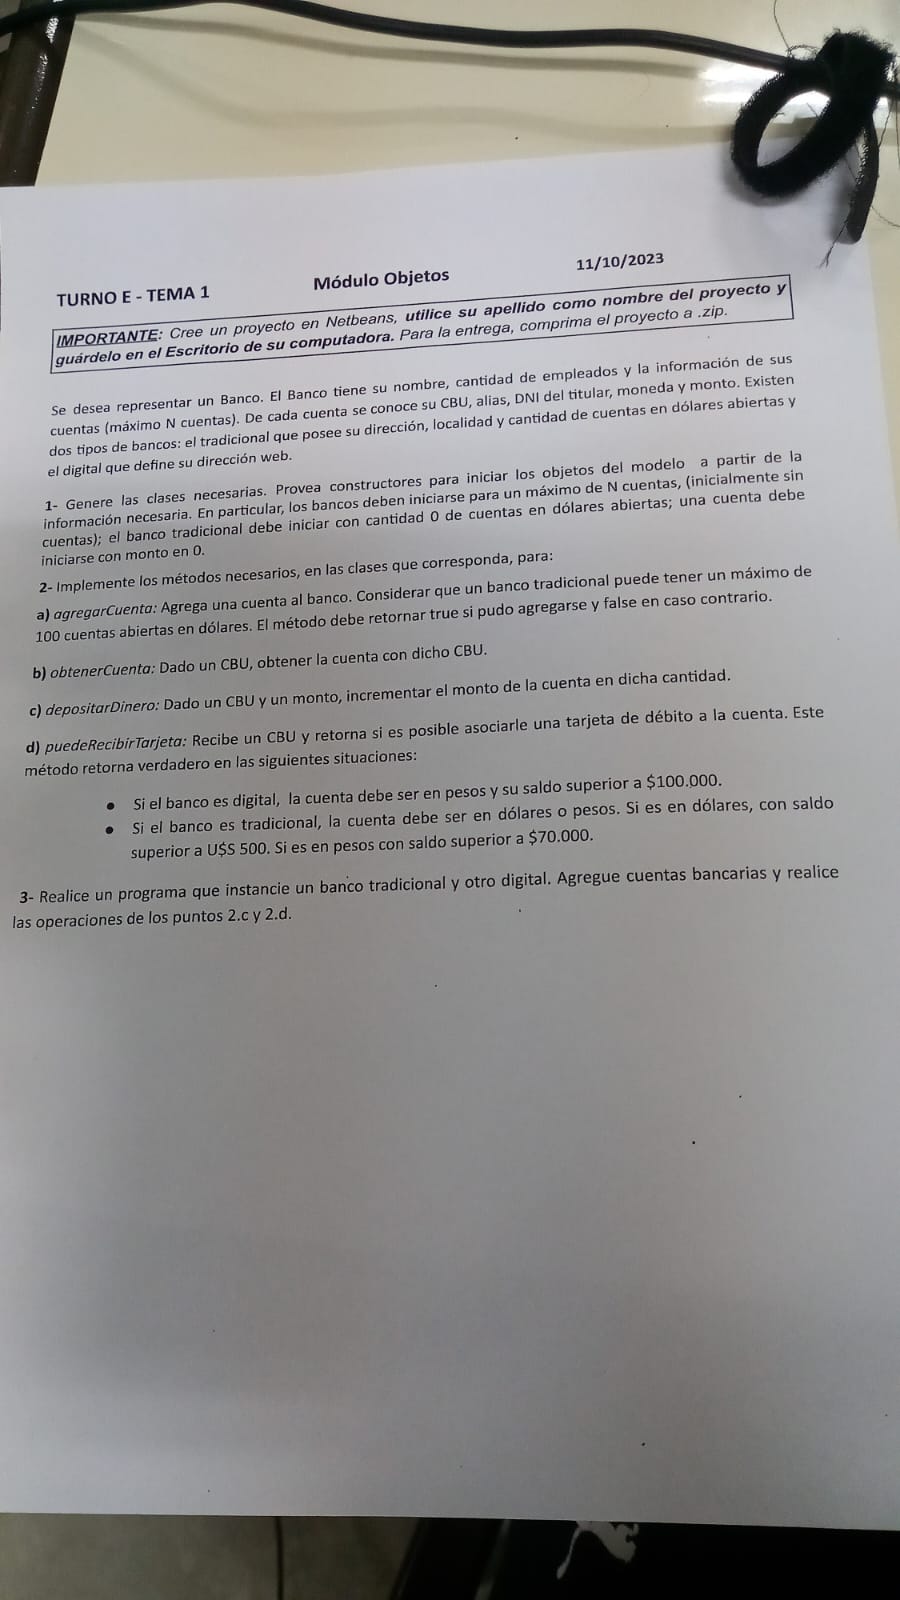 TURNO E - TEMA 1 Módulo Objetos 11/10/2023
IMPORTANTE: Cree un proyecto en Netbeans, utilice su apellido como nombre del proyecto y
guárdelo en el Escritorio de su computadora. Para la entrega, comprima el proyecto a .zip.
Se desea representar un Banco. El Banco tiene su nombre, cantidad de empleados y la información de sus
cuentas (máximo N cuentas). De cada cuenta se conoce su CBU, alias, DNI del titular, moneda y monto. Existen
dos tipos de bancos: el tradicional que posee su dirección, localidad y cantidad de cuentas en dólares abiertas y
el digital que define su dirección web.
1- Genere las clases necesarias. Provea constructores para iniciar los objetos del modelo a partir de la
información necesaria. En particular, los bancos deben iniciarse para un máximo de N cuentas, (inicialmente sin
cuentas); el banco tradicional debe iniciar con cantidad 0 de cuentas en dólares abiertas; una cuenta debe
iniciarse con monto en 0.
2- Implemente los métodos necesarios, en las clases que corresponda, para:
a) agregarCuenta: Agrega una cuenta al banco. Considerar que un banco tradicional puede tener un máximo de
100 cuentas abiertas en dólares. El método debe retornar true si pudo agregarse y false en caso contrario.
b) obtenerCuenta: Dado un CBU, obtener la cuenta con dicho CBU.
c) depositarDinero: Dado un CBU y un monto, incrementar el monto de la cuenta en dicha cantidad.
d) puedeRecibirTarjeta: Recibe un CBU y retorna si es posible asociarle una tarjeta de débito a la cuenta. Este
método retorna verdadero en las siguientes situaciones:
● Si el banco es digital, la cuenta debe ser en pesos y su saldo superior a $100.000.
● Si el banco es tradicional, la cuenta debe ser en dólares o pesos. Si es en dólares, con saldo
superior a U$S 500. Si es en pesos con saldo superior a $70.000.
3- Realice un programa que instancie un banco tradicional y otro digital. Agregue cuentas bancarias y realice
las operaciones de los puntos 2.c y 2.d.